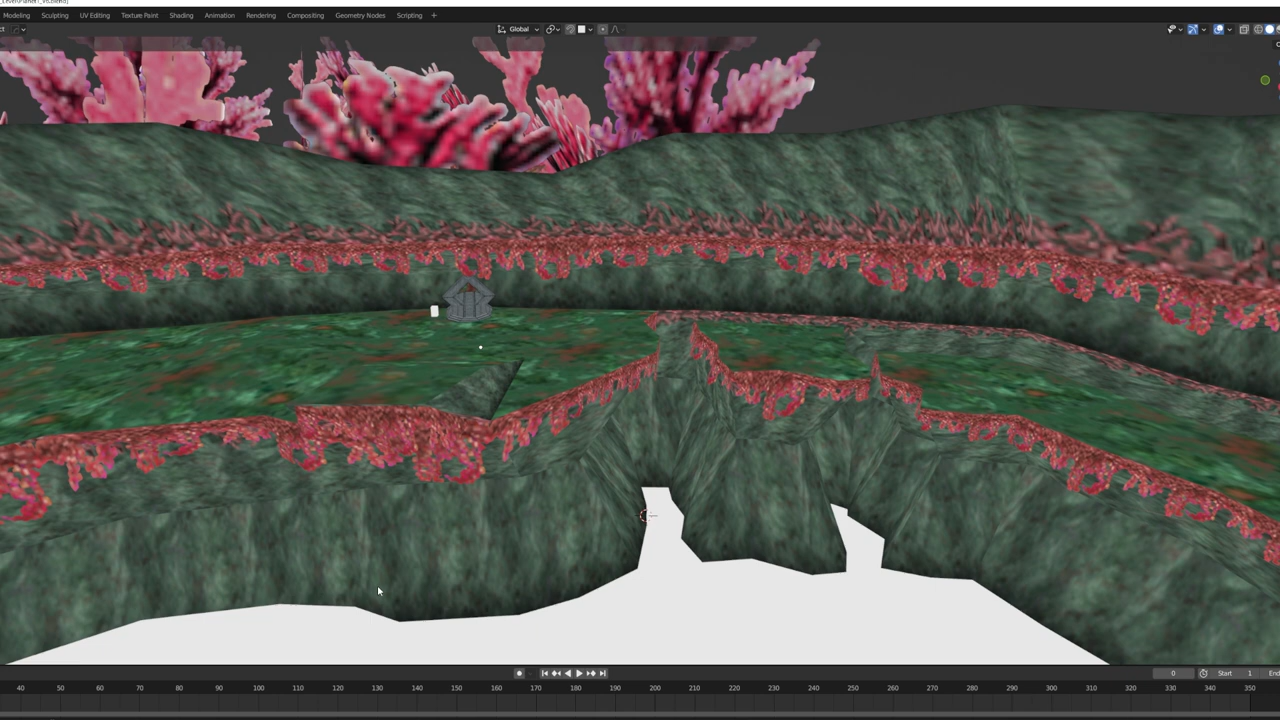 Modeling Sculpting UV Editing Texture Paint Shading Animation Rendering Compositing Geometry Nodes Scripting +
Global
0 Start 1 End
40 50 60 70 80 90 100 110 120 130 140 150 160 170 180 190 200 210 220 230 240 250 260 270 280 290 300 310 320 330 340 350